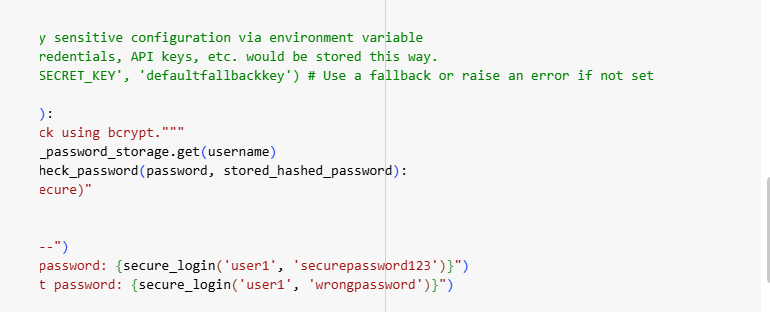 y sensitive configuration via environment variable
redentials, API keys, etc. would be stored this way.
SECRET_KEY', 'defaultfallbackkey') # Use a fallback or raise an error if not set
):
ck using bcrypt."""
_password_storage.get(username)
heck_password(password, stored_hashed_password):
ecure)"
--")
password: {secure_login('user1', 'securepassword123')}")
t password: {secure_login('user1', 'wrongpassword')}")